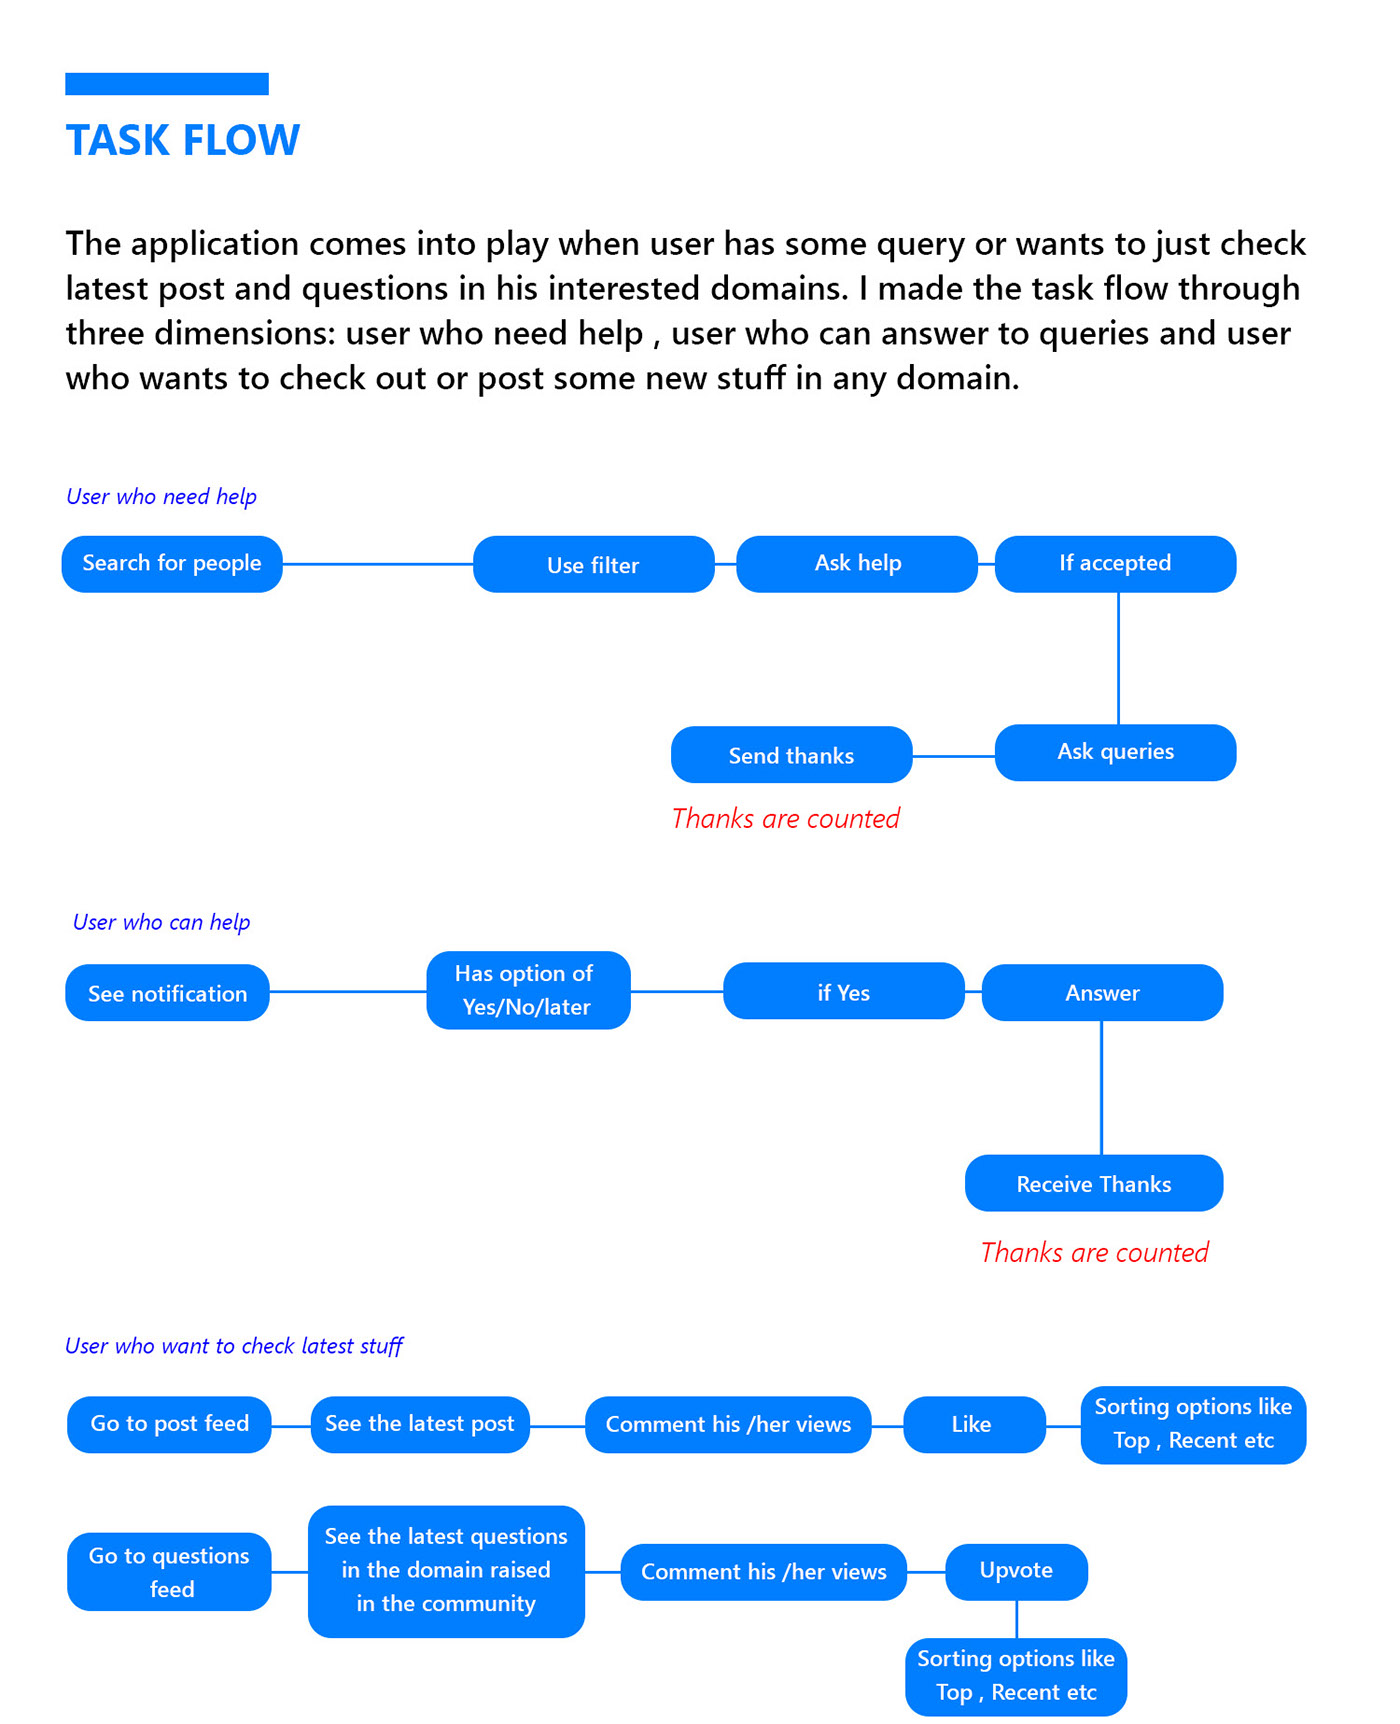 TASK FLOW
The application comes into play when user has some query or wants to just check
latest post and questions in his interested domains. I made the task flow through
three dimensions: user who need help , user who can answer to queries and user
who wants to check out or post some new stuff in any domain.
User who need help
Search for people
Use filter
Ask help
If accepted
Send thanks
Ask queries
Thanks are counted
User who can help
See notification
Has option of
Yes/No/later
if Yes
Answer
Receive Thanks
Thanks are counted
User who want to check latest stuff
Go to post feed
See the latest post
Comment his /her views
Like
Sorting options like
Top , Recent etc
Go to questions
feed
See the latest questions
in the domain raised
in the community
Comment his /her views
Upvote
Sorting options like
Top , Recent etc